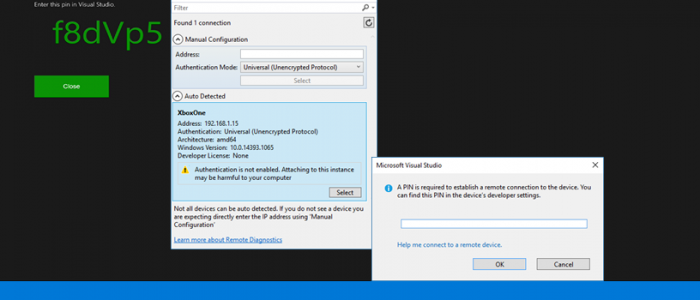 Enter this pin in Visual Studio.
f8dVp5
Close
Filter
Found 1 connection
Manual Configuration
Address:
Authentication Mode: Universal (Unencrypted Protocol)
Select
Auto Detected
XboxOne
Address: 192.168.1.15
Authentication: Universal (Unencrypted Protocol)
Architecture: amd64
Windows Version: 10.0.14393.1065
Developer License: None
Authentication is not enabled. Attaching to this instance
may be harmful to your computer
Select
Not all devices can be auto detected. If you do not see a device you
are expecting directly enter the IP address using 'Manual
Configuration'
Learn more about Remote Diagnostics
Microsoft Visual Studio
A PIN is required to establish a remote connection to the device. You
can find this PIN in the device's developer settings.
Help me connect to a remote device.
OK Cancel